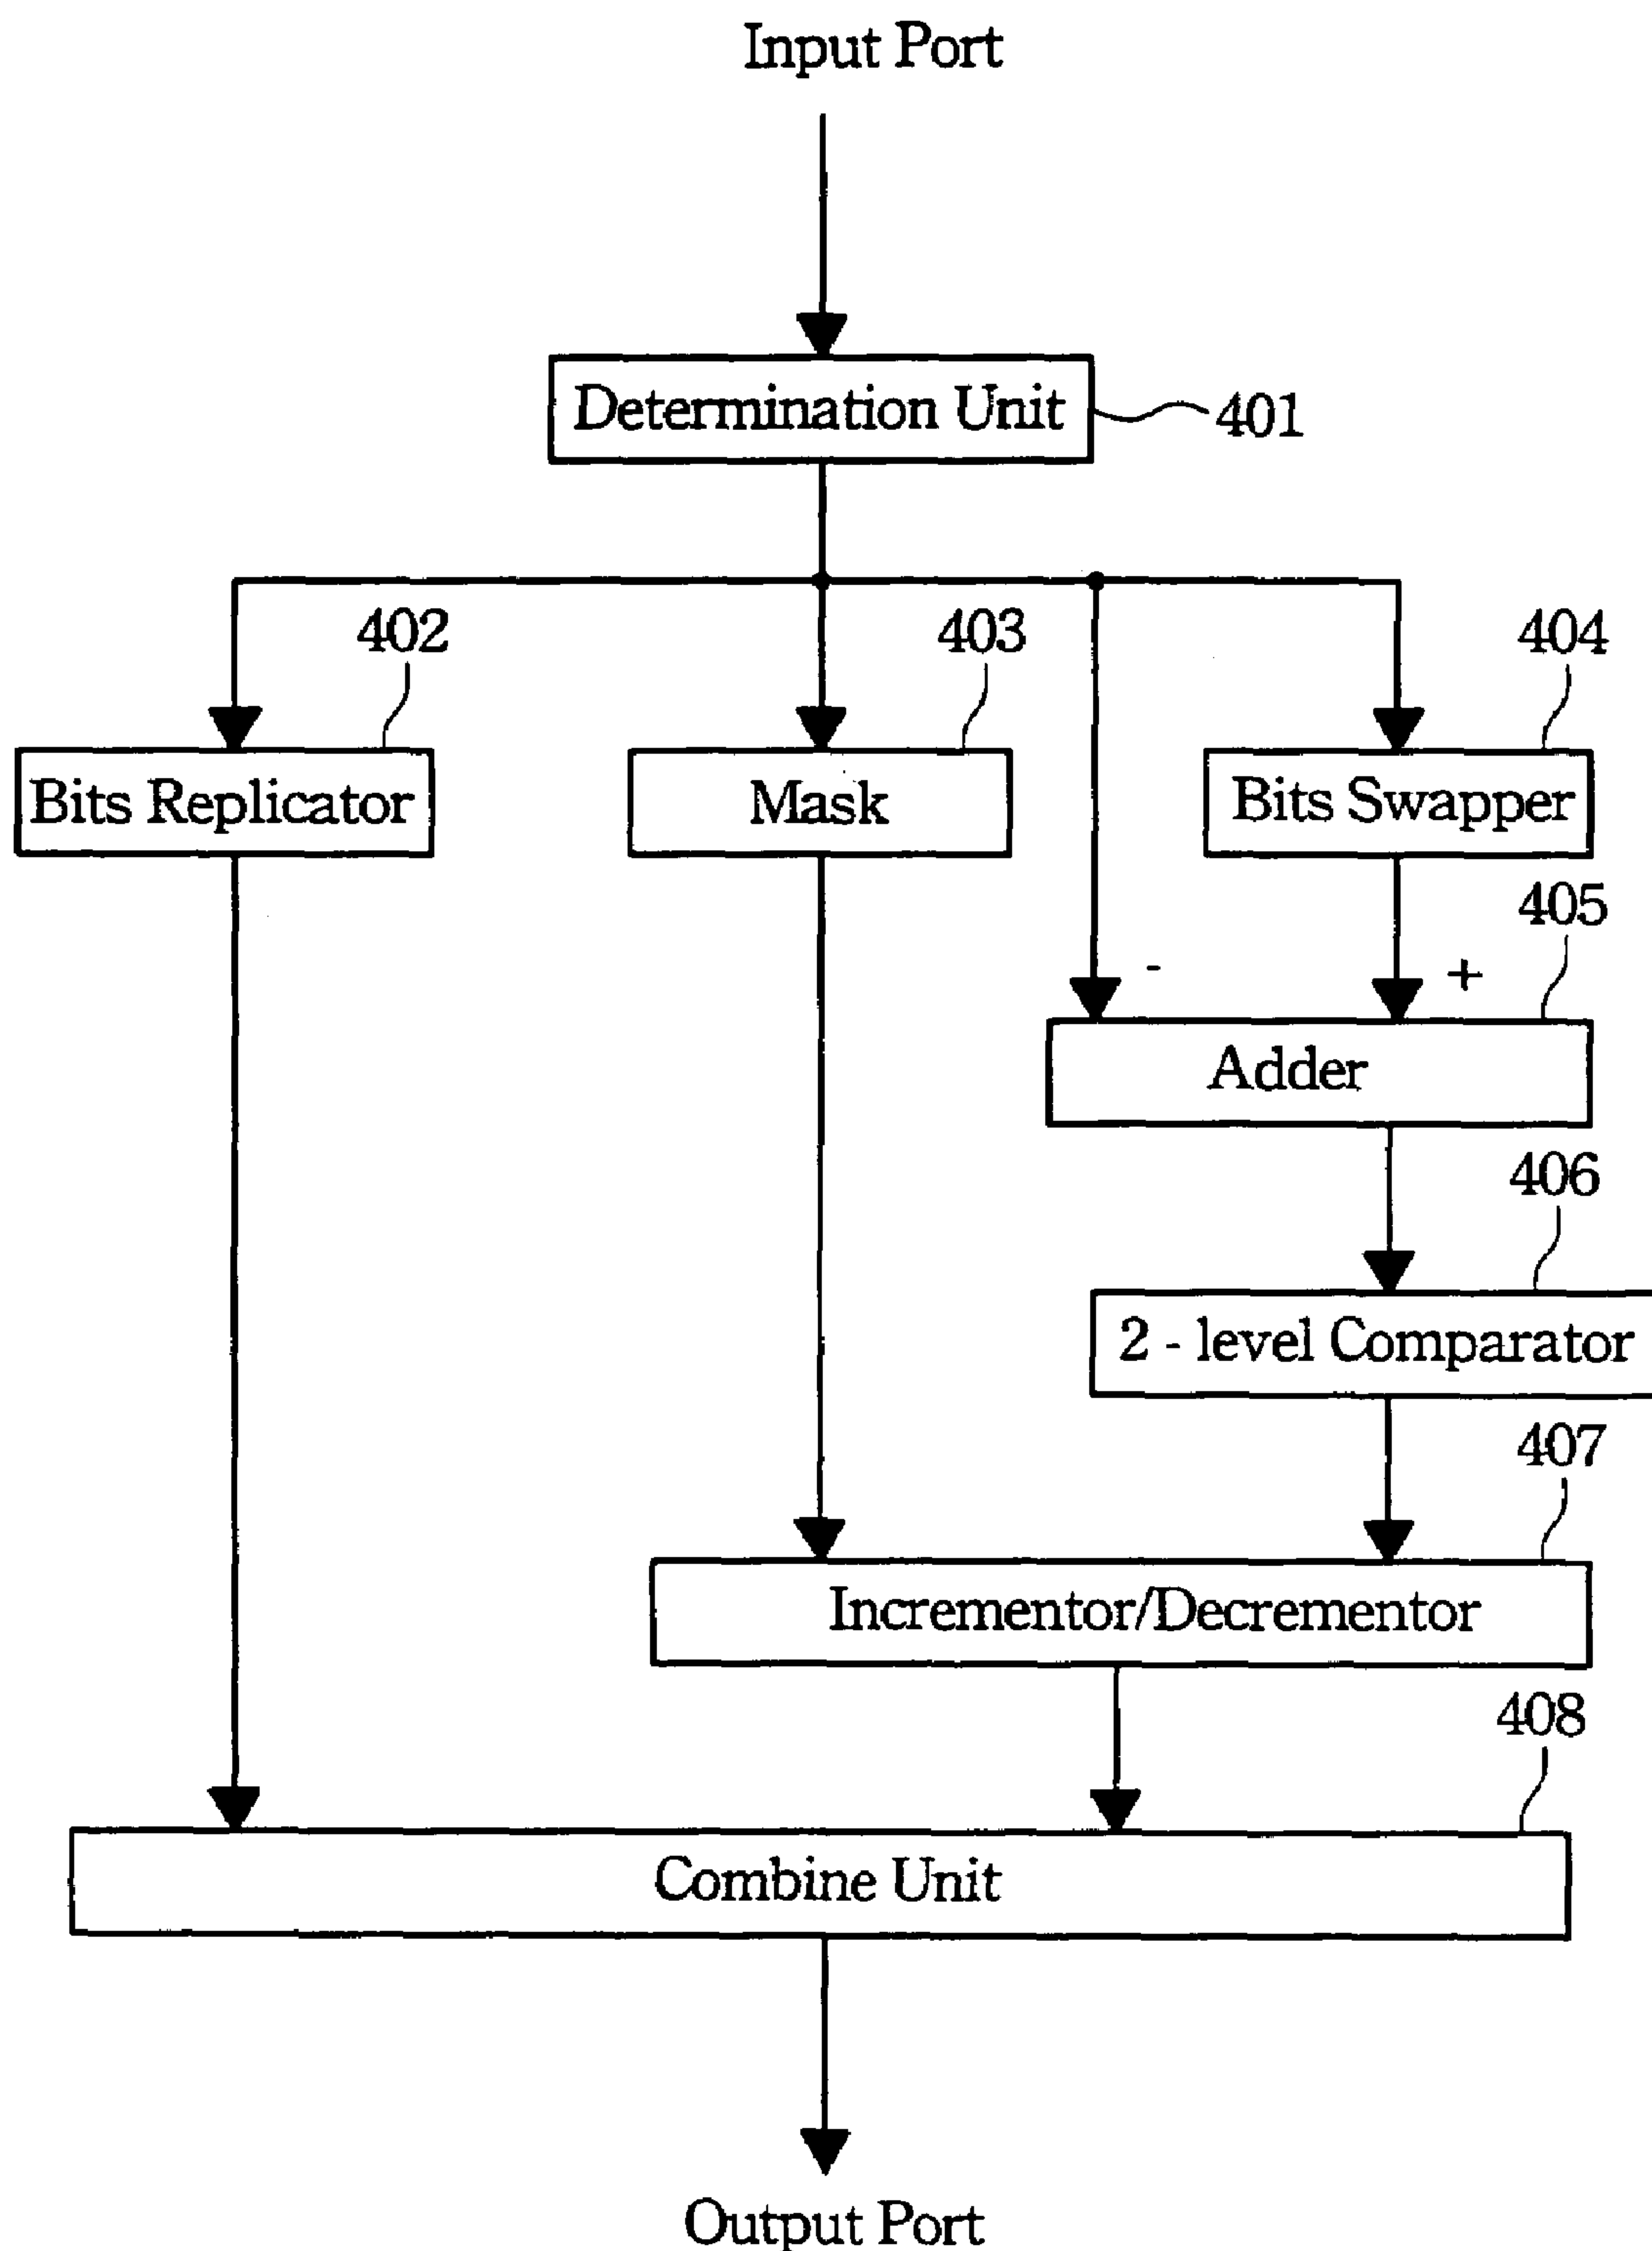 Input Port
Determination Unit
401
402
403
404
Bits Replicator
Mask
Bits Swapper
405
-
+
Adder
406
2 - level Comparator
407
Incrementor/Decrementor
408
Combine Unit
Output Port